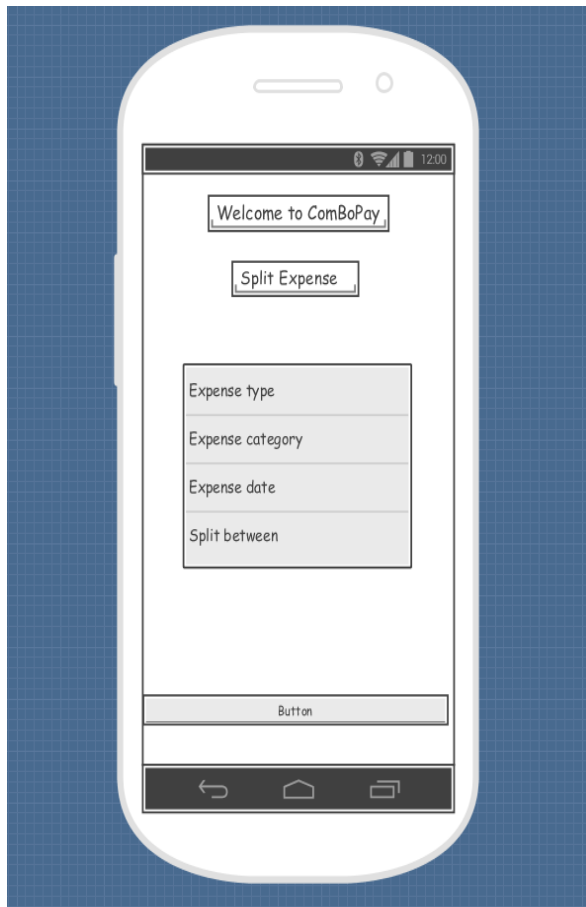 12:00
Welcome to ComBoPay
Split Expense
Expense type
Expense category
Expense date
Split between
Button